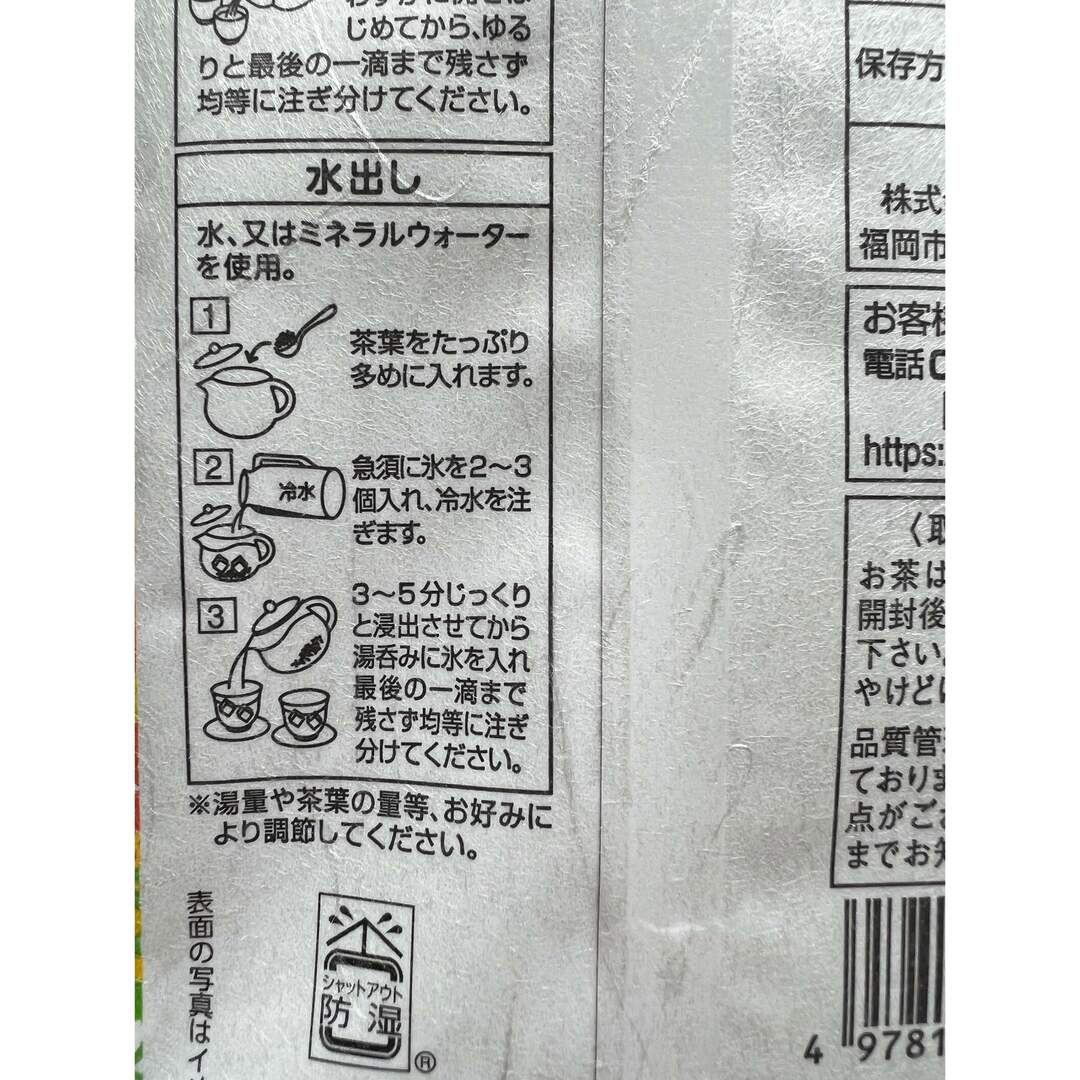 じめてから、ゆる
りと最後の一滴まで残さず
均等に注ぎ分けてください。
水出し
水、又はミネラルウォーター
を使用。
1
茶葉をたっぷり
多めに入れます。
2
冷水
急須に氷を2〜3
個入れ、冷水を注
ぎます。
3
3〜5分じっくり
と浸出させてから
湯呑みに氷を入れ
最後の一滴まで
残さず均等に注ぎ
分けてください。
※湯量や茶葉の量等、お好みに
より調節してください。
表面の写真はイ
シャットアウト
防湿
®
保存方
株式
福岡市
お客様
電話
https:
〈取
お茶は
開封後
下さい。
やけどに
品質管
ておりま
点がござ
までお知
4 9781